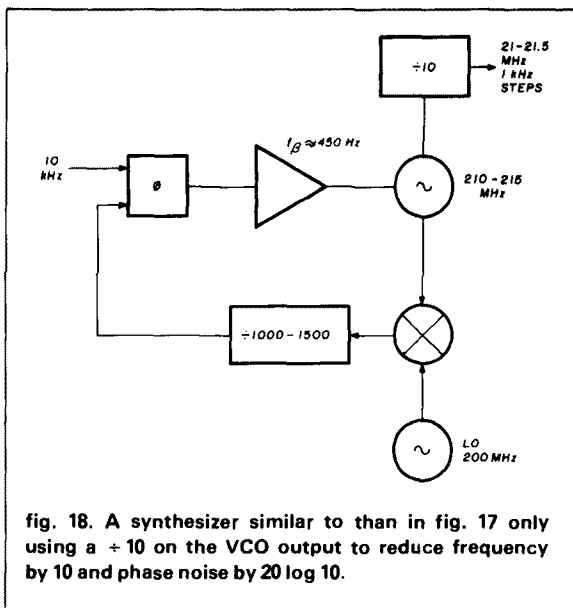 ÷10
21-21.5
MHz
1 kHz
STEPS
fβ≈450 Hz
10
kHz
ø
~
210-215
MHz
÷1000-1500
~
LO
200 MHz
fig. 18. A synthesizer similar to than in fig. 17 only
using a ÷ 10 on the VCO output to reduce frequency
by 10 and phase noise by 20 log 10.